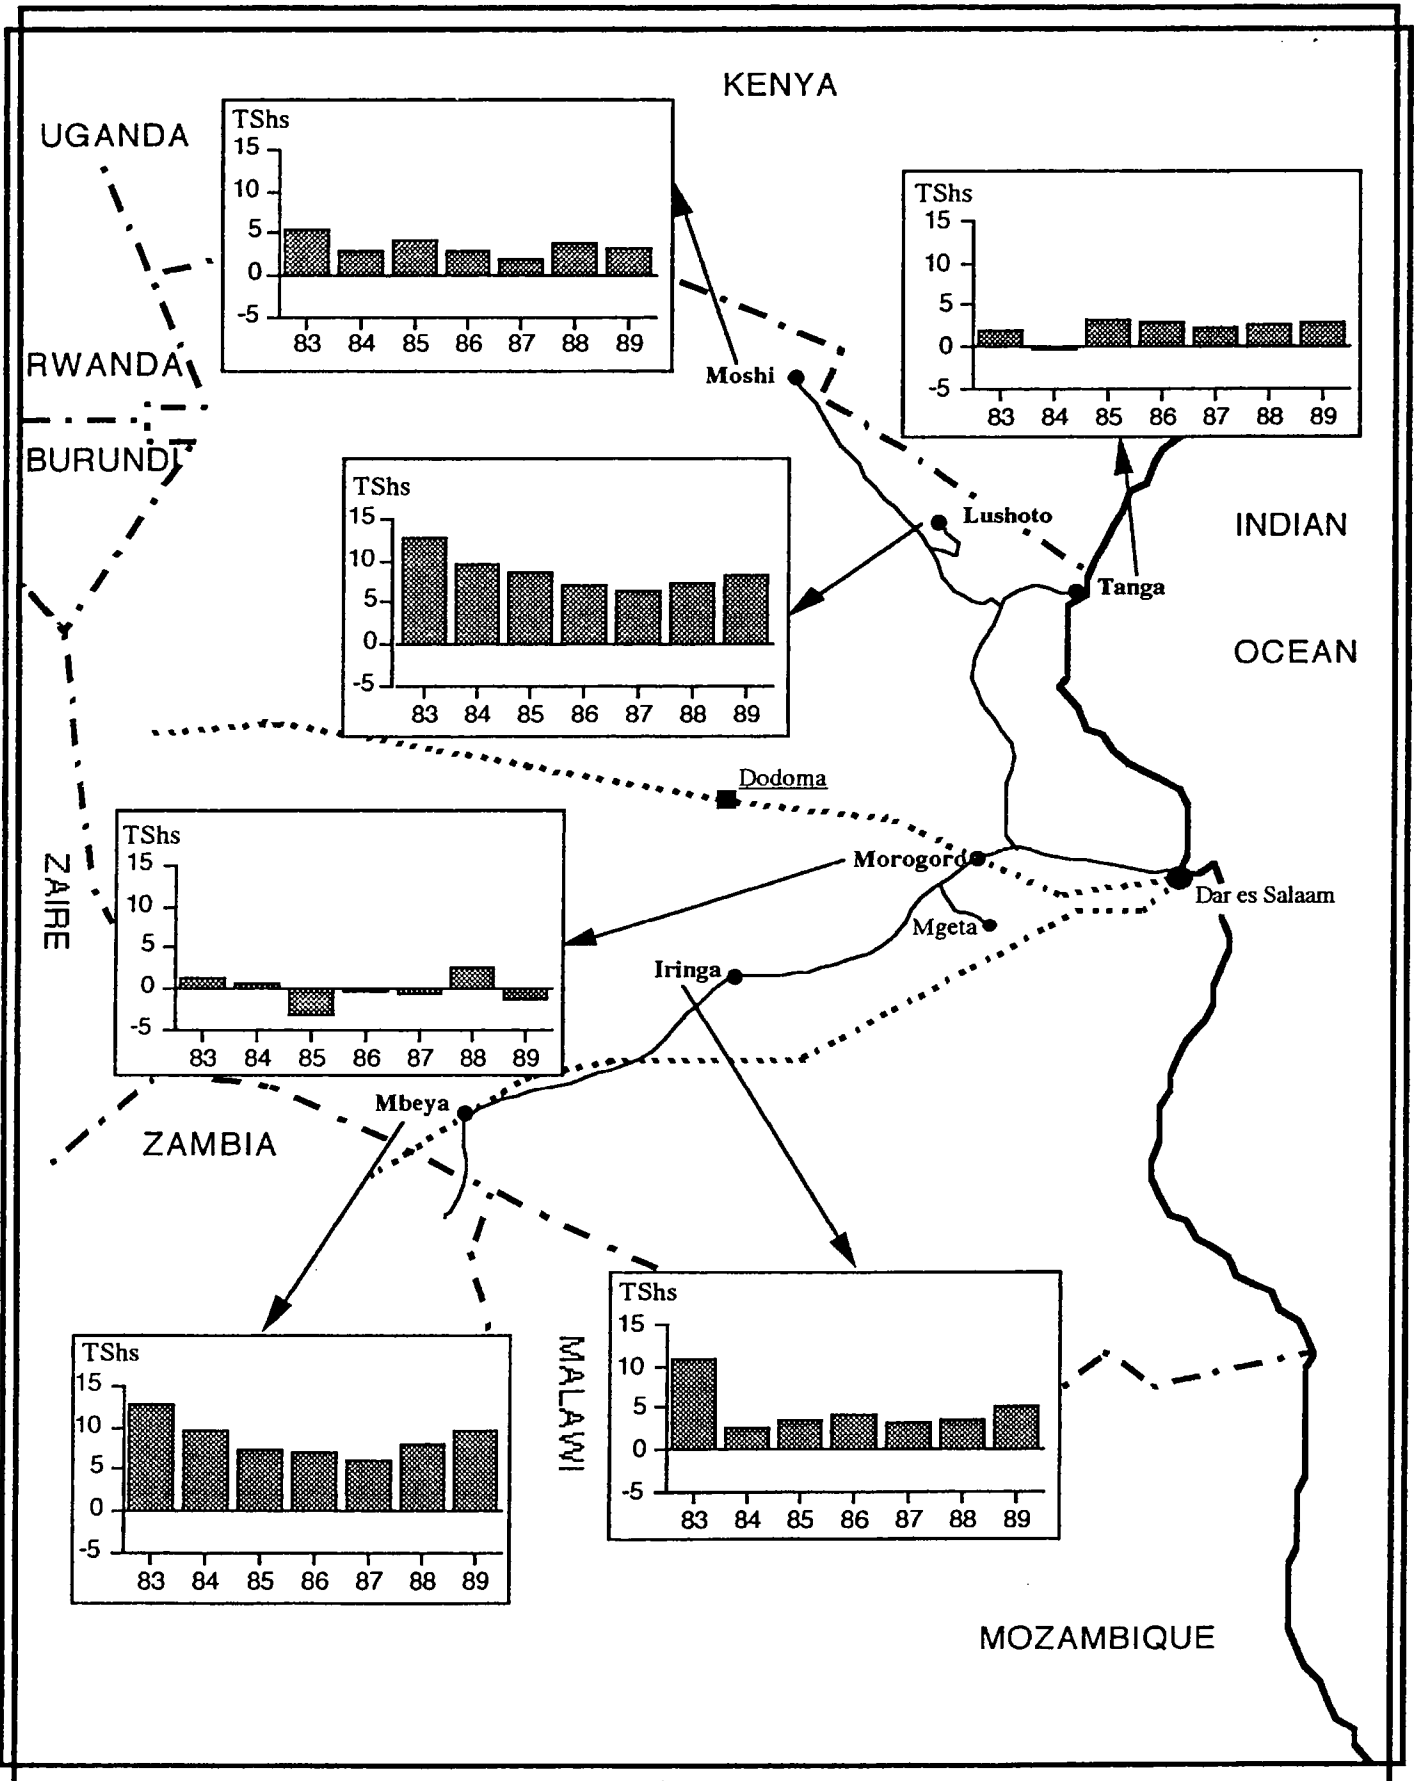 KENYA
UGANDA
TShs
15
10
5
0
-5
83 84 85 86 87 88 89
TShs
15
10
5
0
-5
83 84 85 86 87 88 89
RWANDA
Moshi
BURUNDI
TShs
15
10
5
0
-5
83 84 85 86 87 88 89
Lushoto
INDIAN
Tanga
OCEAN
Dodoma
TShs
15
10
5
0
-5
83 84 85 86 87 88 89
ZAIRE
Morogoro
Dar es Salaam
Mgeta
Iringa
Mbeya
ZAMBIA
TShs
15
10
5
0
-5
83 84 85 86 87 88 89
MALAWI
TShs
15
10
5
0
-5
83 84 85 86 87 88 89
MOZAMBIQUE